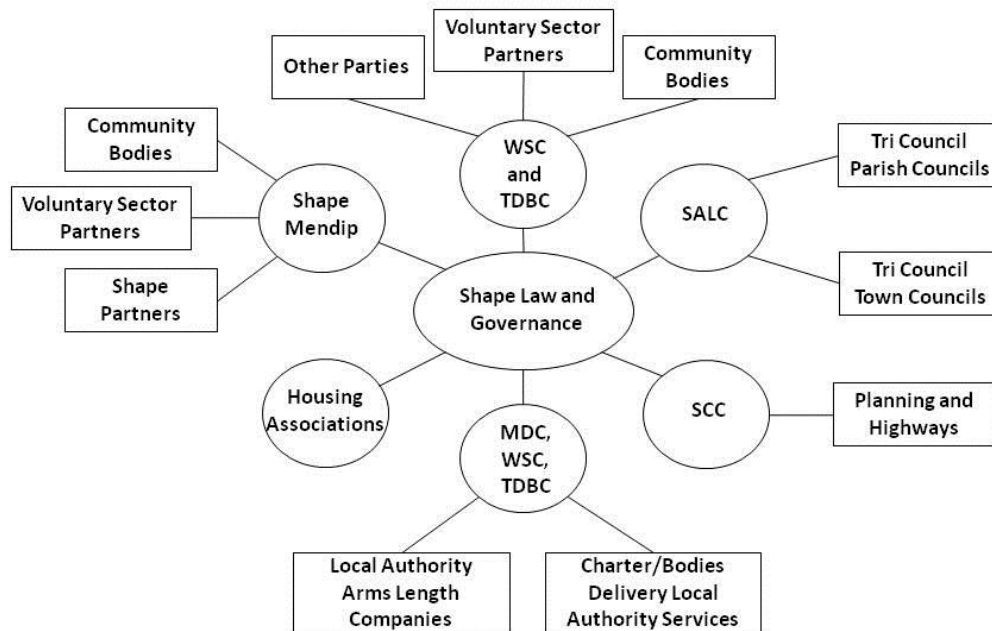 Voluntary Sector
Partners
Other Parties
Community
Bodies
Community
Bodies
WSC
and
TDBC
Tri Council
Parish Councils
Voluntary Sector
Partners
Shape
Mendip
SALC
Shape
Partners
Shape Law and
Governance
Tri Council
Town Councils
Housing
Associations
SCC
Planning and
Highways
MDC,
WSC,
TDBC
Local Authority
Arms Length
Companies
Charter/Bodies
Delivery Local
Authority Services